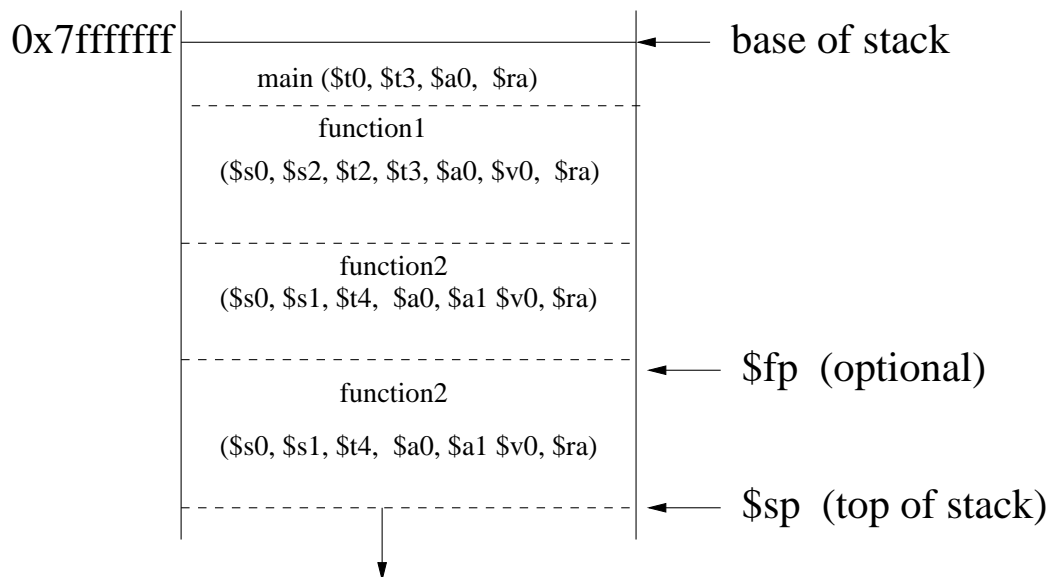 0x7fffffff
base of stack
main ($t0, $t3, $a0, $ra)
function1
($s0, $s2, $t2, $t3, $a0, $v0, $ra)
function2
($s0, $s1, $t4, $a0, $a1 $v0, $ra)
$fp (optional)
function2
($s0, $s1, $t4, $a0, $a1 $v0, $ra)
$sp (top of stack)